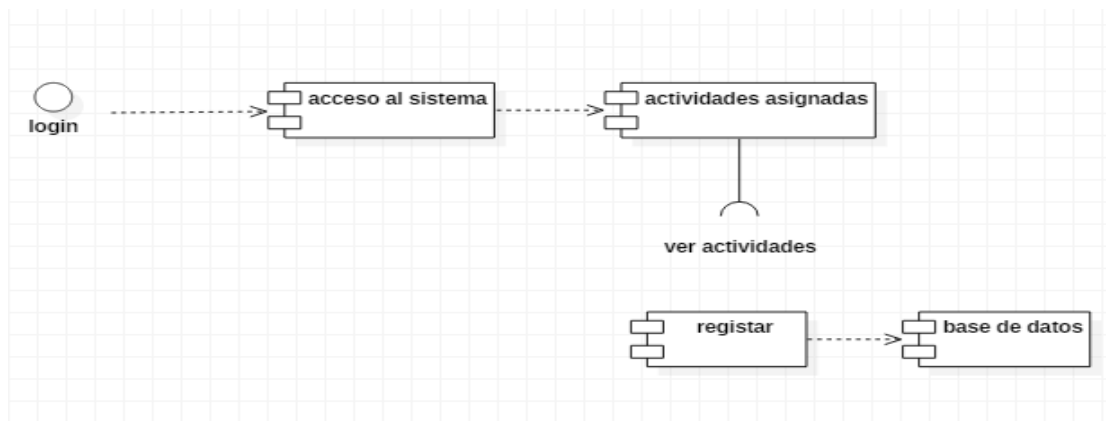 login
acceso al sistema
actividades asignadas
ver actividades
registar
base de datos